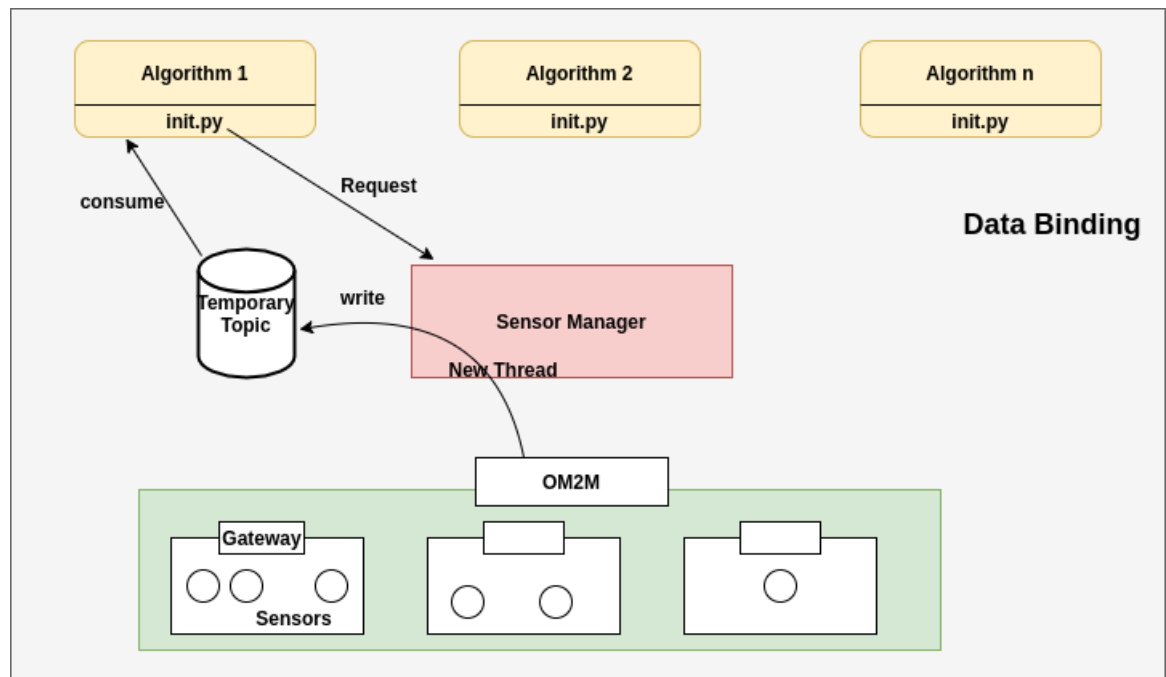 Algorithm 1
init.py
Algorithm 2
init.py
Algorithm n
init.py
Request
consume
Data Binding
Temporary
Topic
write
Sensor Manager
New Thread
OM2M
Gateway
Sensors